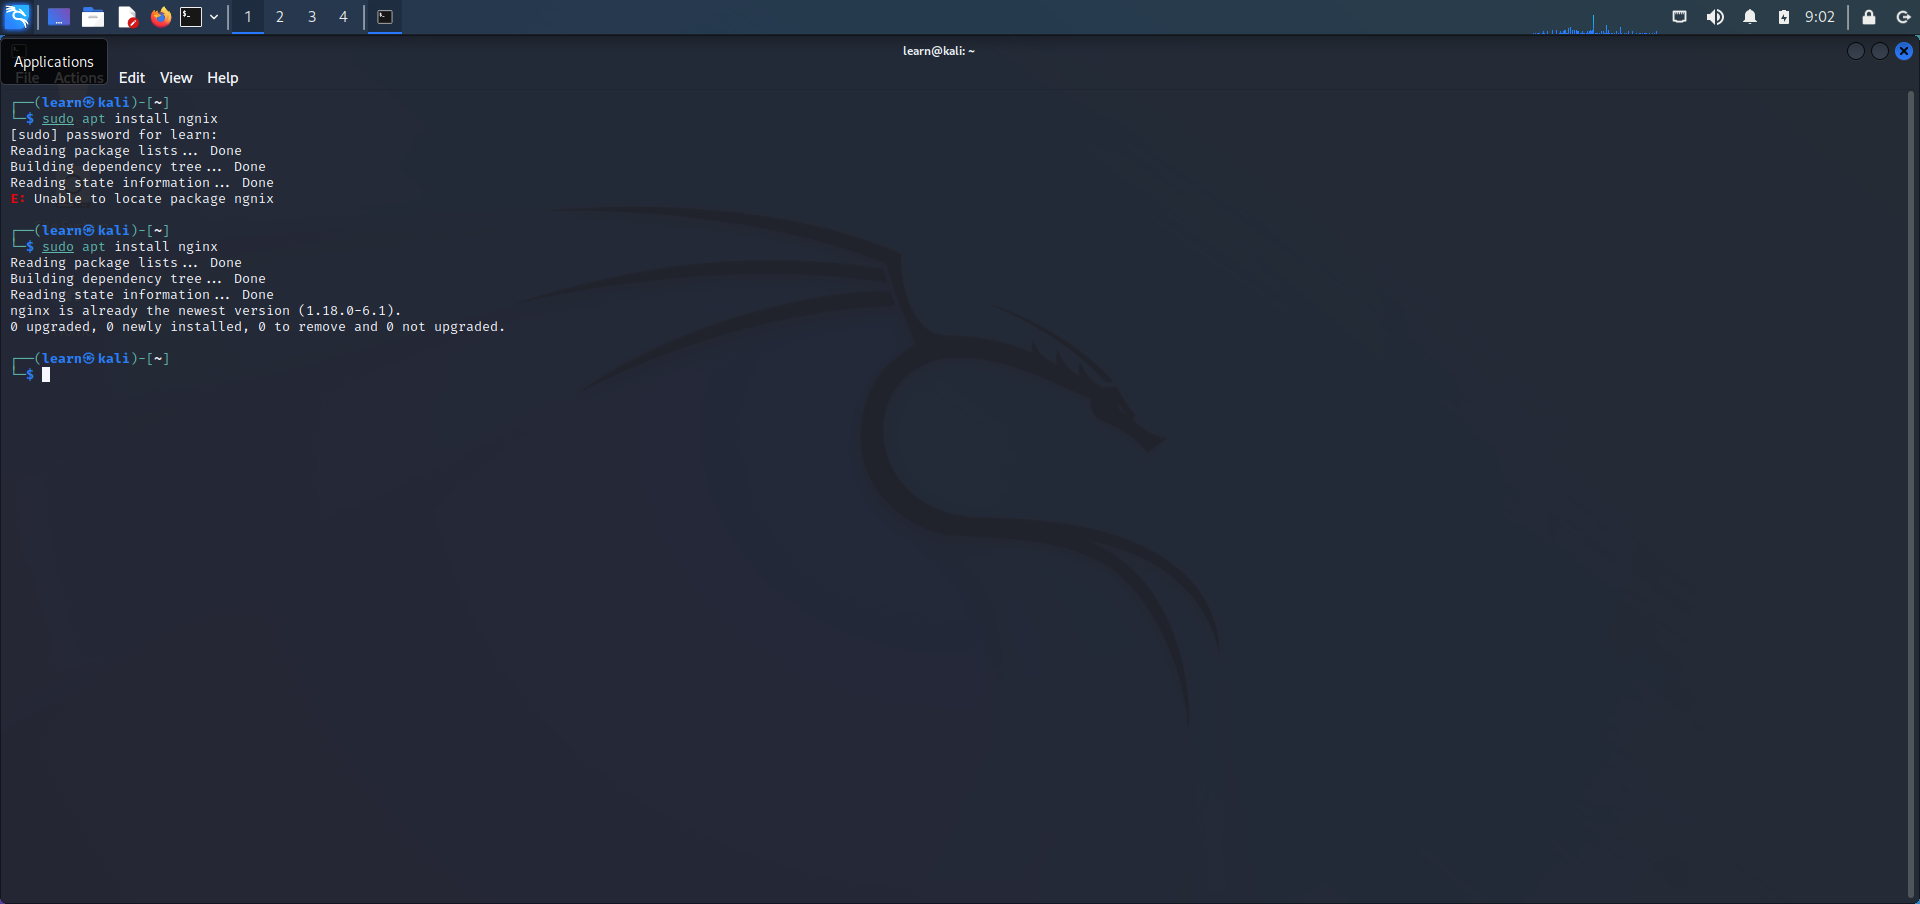 1 2 3 4 9:02
learn@kali: ~
Applications
File Actions Edit View Help
┌──(learn㉿kali)-[~]
└─$ sudo apt install ngnix
[sudo] password for learn:
Reading package lists... Done
Building dependency tree... Done
Reading state information... Done
E: Unable to locate package ngnix
┌──(learn㉿kali)-[~]
└─$ sudo apt install nginx
Reading package lists... Done
Building dependency tree... Done
Reading state information... Done
nginx is already the newest version (1.18.0-6.1).
0 upgraded, 0 newly installed, 0 to remove and 0 not upgraded.
┌──(learn㉿kali)-[~]
└─$